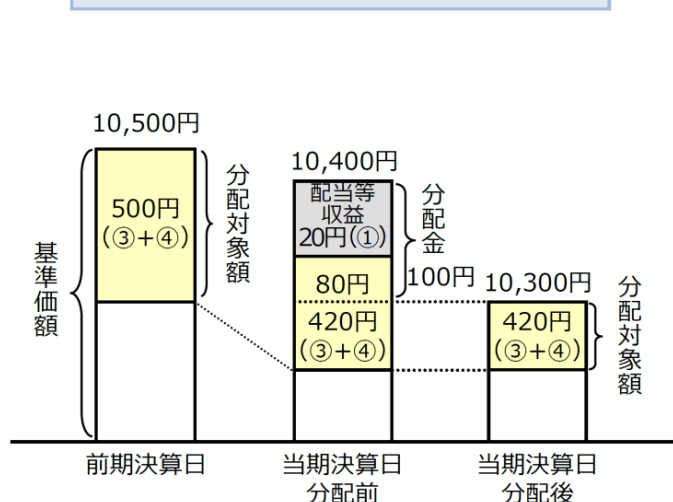 10,500円
500円
(③+④)
分配対象額
基準価額
10,400円
配当等
収益
20円(①)
分配金
100円
80円
420円
(③+④)
10,300円
420円
(③+④)
分配対象額
前期決算日
当期決算日
分配前
当期決算日
分配後